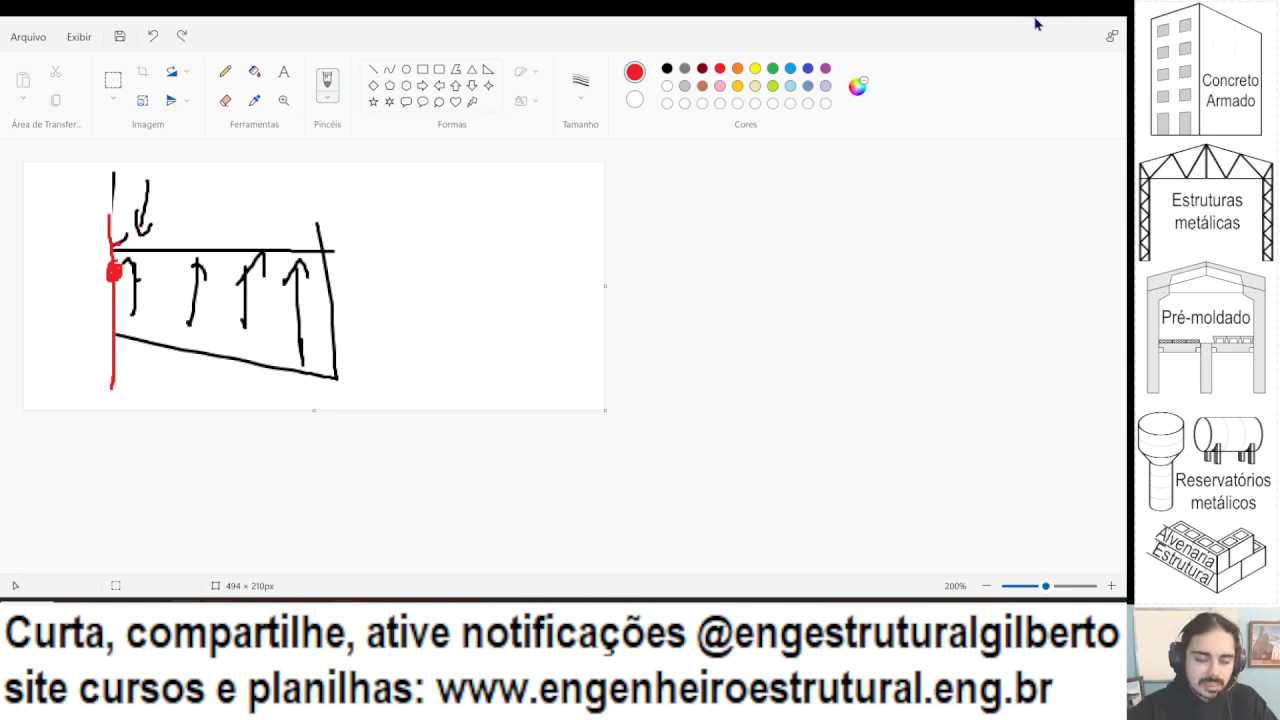 Arquivo Exibir
Área de Transfer... Imagem Ferramentas Pincéis Formas Tamanho Cores
494 × 210px 200%
Concreto
Armado
Estruturas
metálicas
Pré-moldado
Reservatórios
metálicos
Alvenaria
Estrutural
Curta, compartilhe, ative notificações @engestruturalgilberto
site cursos e planilhas: www.engenheiroestrutural.eng.br